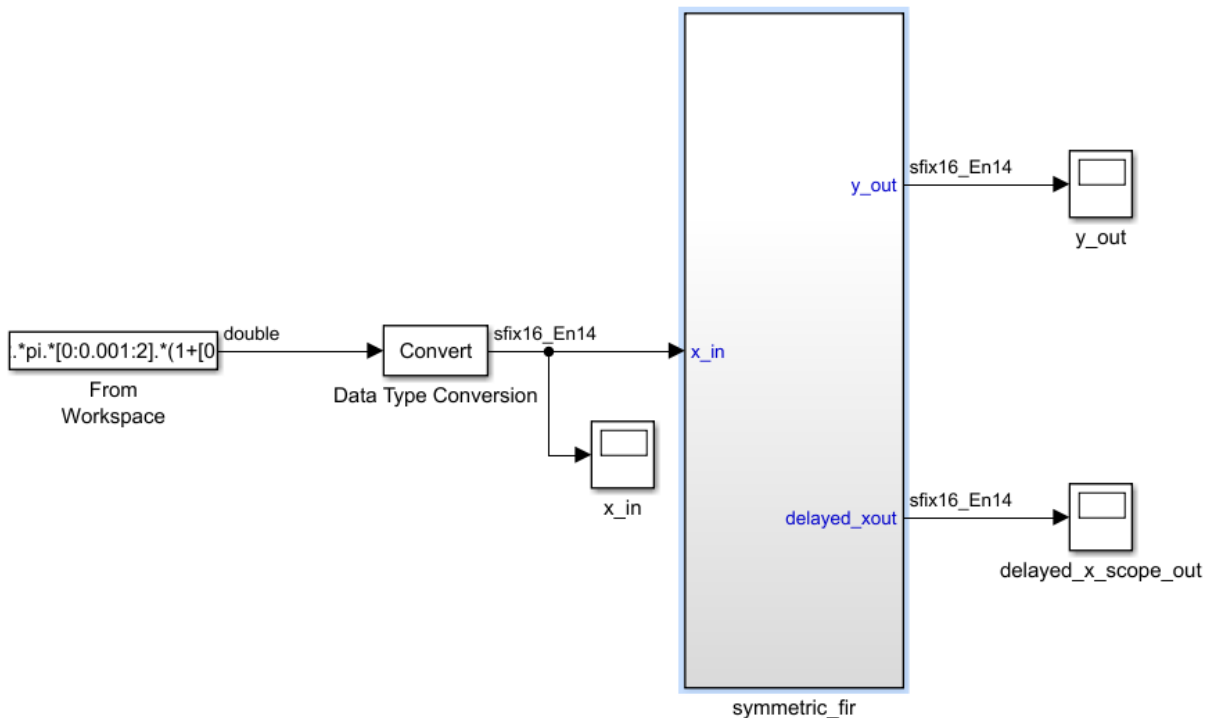 sfix16_En14
y_out
y_out
double
:.*pi.*[0:0.001:2].*(1+[0
Convert
sfix16_En14
x_in
From
Workspace
Data Type Conversion
x_in
sfix16_En14
delayed_xout
delayed_x_scope_out
symmetric_fir